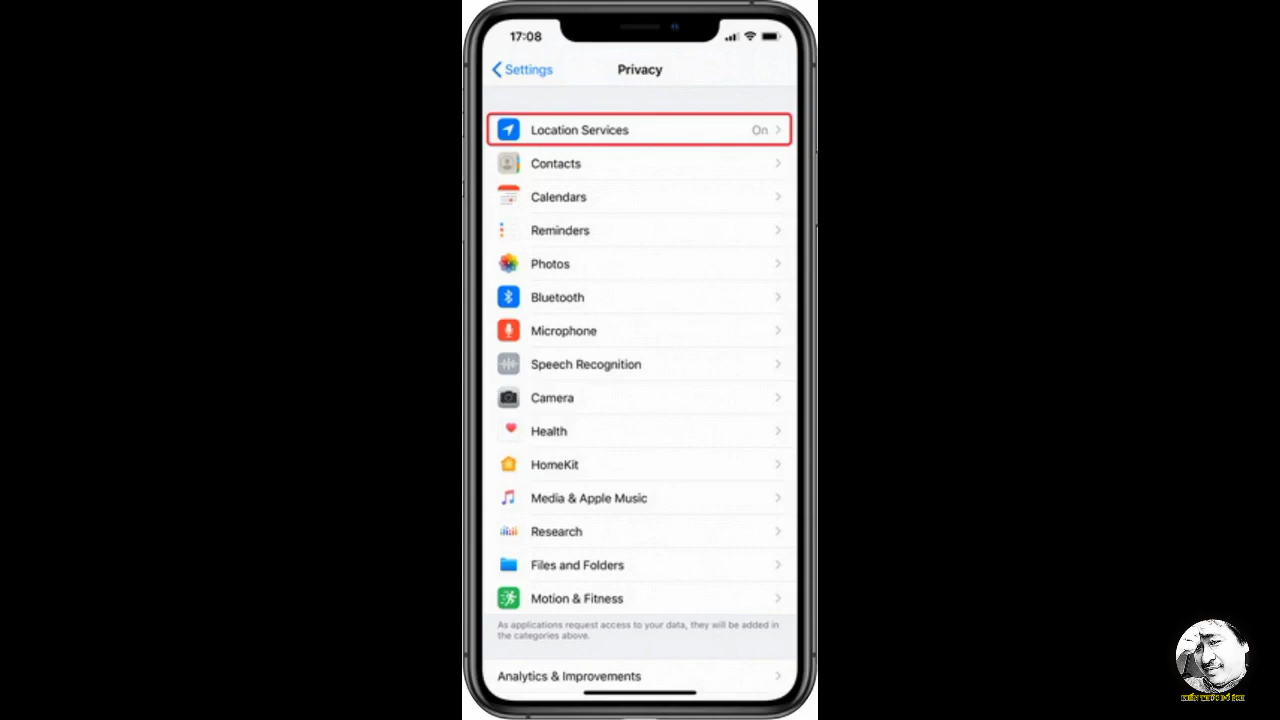 17:08
Settings
Privacy
Location Services On
Contacts
Calendars
Reminders
Photos
Bluetooth
Microphone
Speech Recognition
Camera
Health
HomeKit
Media & Apple Music
Research
Files and Folders
Motion & Fitness
As applications request access to your data, they will be added in
the categories above.
Analytics & Improvements